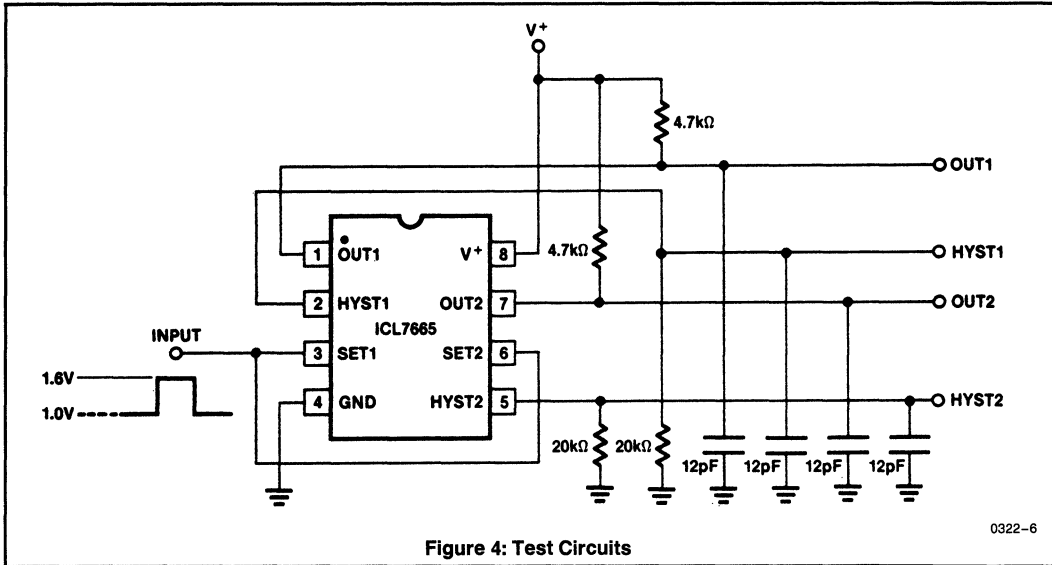 V+
4.7kΩ
OUT1
4.7kΩ
HYST1
OUT2
HYST2
1 OUT1 V+ 8
2 HYST1 OUT2 7
ICL7665
3 SET1 SET2 6
4 GND HYST2 5
INPUT
1.6V
1.0V
20kΩ 20kΩ 12pF 12pF 12pF 12pF
0322-6
Figure 4: Test Circuits